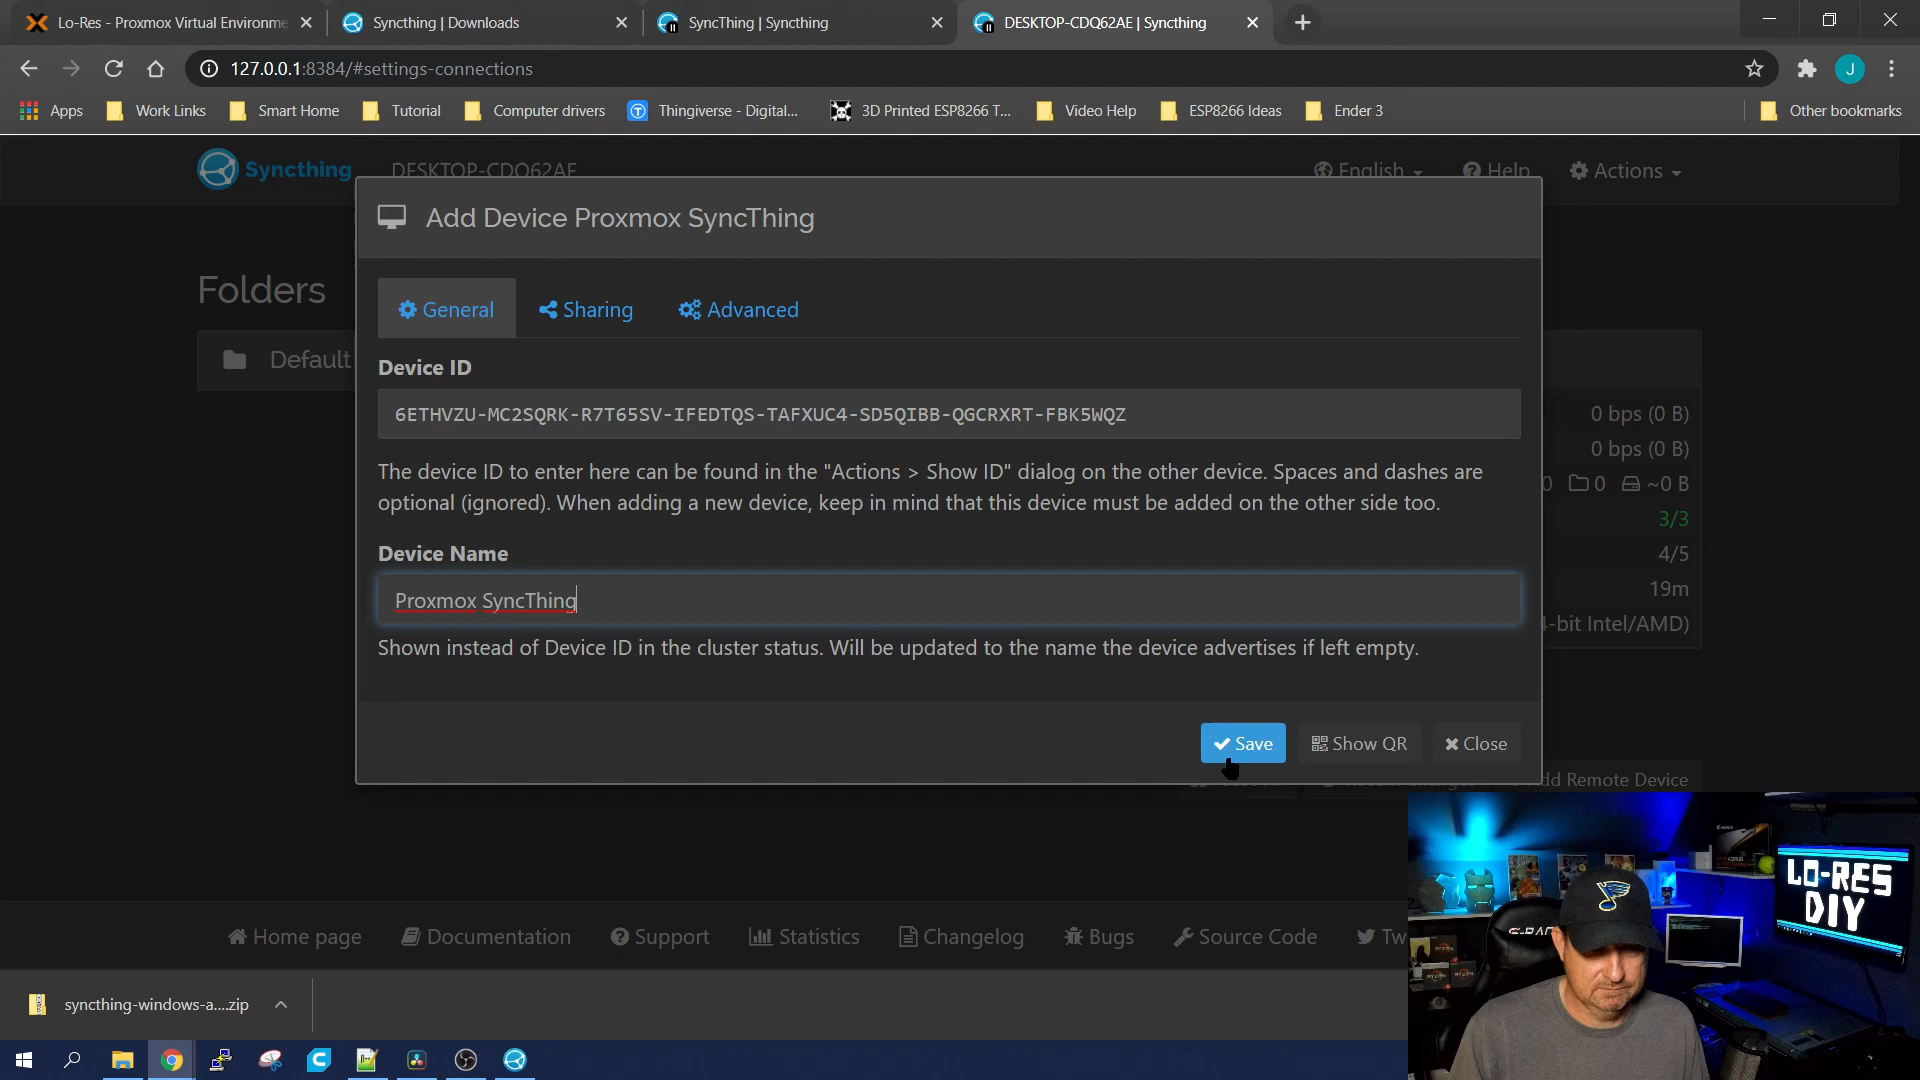 Lo-Res - Proxmox Virtual Environme
Syncthing | Downloads
SyncThing | Syncthing
DESKTOP-CDQ62AE | Syncthing
127.0.0.1:8384/#settings-connections
J
Apps
Work Links
Smart Home
Tutorial
Computer drivers
Thingiverse - Digital...
3D Printed ESP8266 T...
Video Help
ESP8266 Ideas
Ender 3
Other bookmarks
Syncthing
DESKTOP-CDQ62AE
English
Help
Actions
Add Device Proxmox SyncThing
Folders
General
Sharing
Advanced
Default
Device ID
6ETHVZU-MC2SQRK-R7T65SV-IFEDTQS-TAFXUC4-SD5QIBB-QGCRXRT-FBK5WQZ
0 bps (0 B)
0 bps (0 B)
The device ID to enter here can be found in the "Actions > Show ID" dialog on the other device. Spaces and dashes are
optional (ignored). When adding a new device, keep in mind that this device must be added on the other side too.
0 0 ~0 B
3/3
Device Name
4/5
Proxmox SyncThing
19m
-bit Intel/AMD)
Shown instead of Device ID in the cluster status. Will be updated to the name the device advertises if left empty.
Save
Show QR
Close
dd Remote Device
Home page
Documentation
Support
Statistics
Changelog
Bugs
Source Code
Tw
LO-RES
DIY
syncthing-windows-a....zip